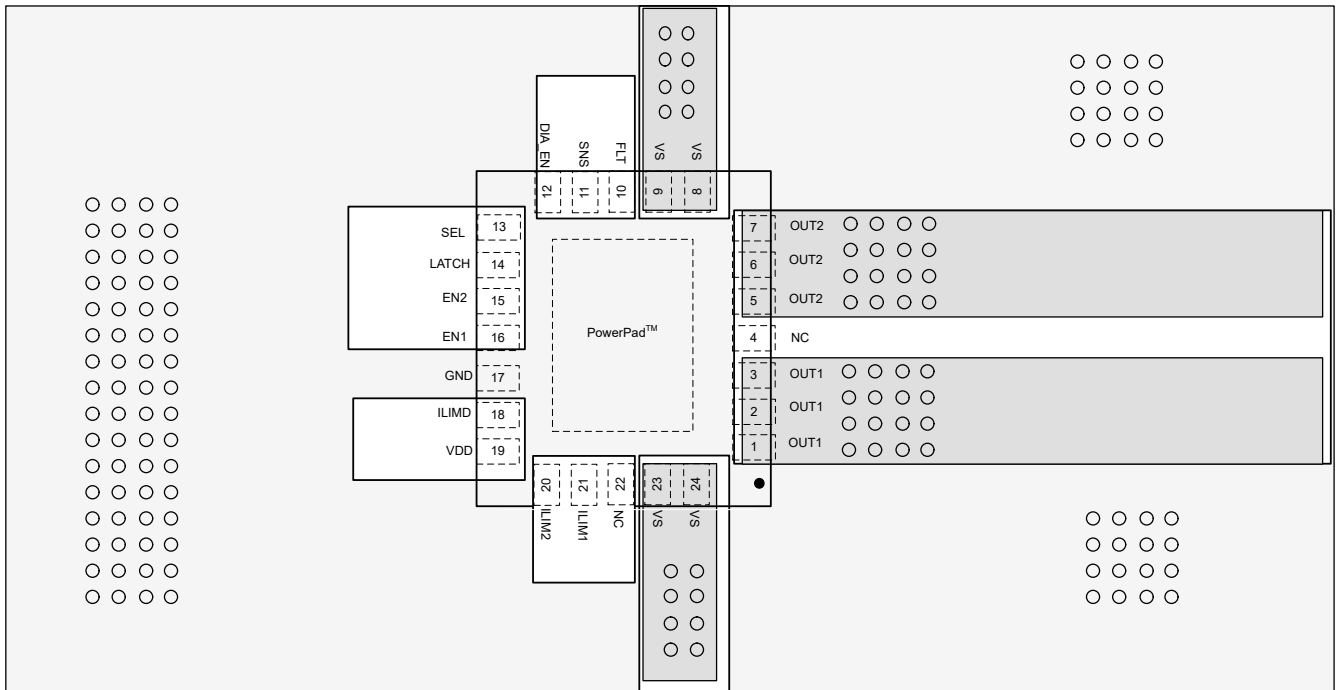 DIA_EN
SNS
FLT
VS
VS
12
11
10
9
8
13
SEL
14
LATCH
15
EN2
16
EN1
17
GND
18
ILIMD
19
VDD
PowerPad™
7
OUT2
6
OUT2
5
OUT2
4
NC
3
OUT1
2
OUT1
1
OUT1
20
21
22
23
24
ILIM2
ILIM1
NC
VS
VS